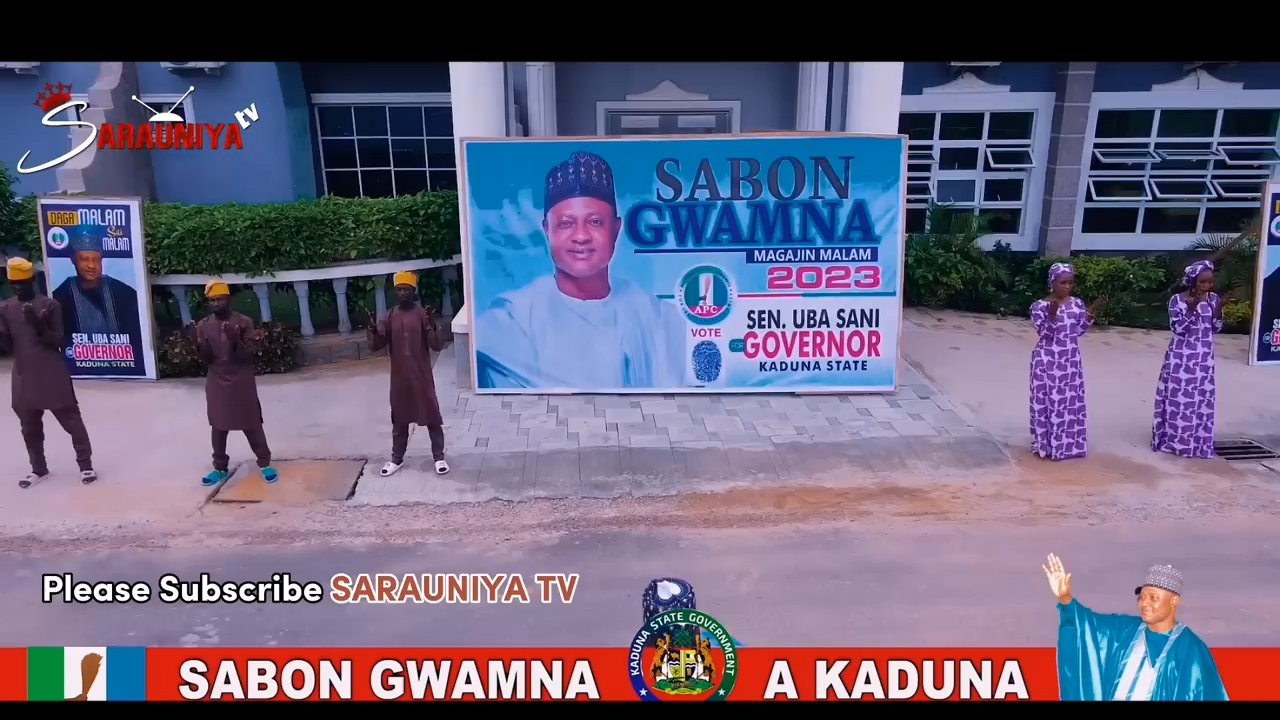 SARAUNIYA tv
DAGA MALAM
Sai
MALAM
SEN. UBA SANI
GOVERNOR
KADUNA STATE
SABON
GWAMNA
MAGAJIN MALAM
2023
APC
VOTE
SEN. UBA SANI
FOR GOVERNOR
KADUNA STATE
Please Subscribe SARAUNIYA TV
SABON GWAMNA
KADUNA STATE GOVERNMENT
A KADUNA